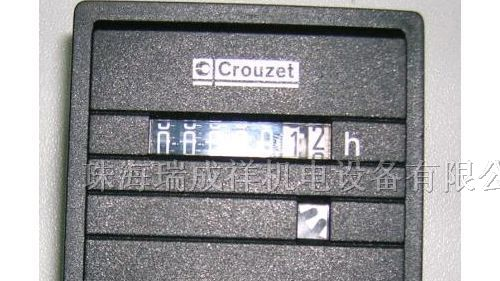 Crouzet
12 h
珠海瑞成祥机电设备有限公